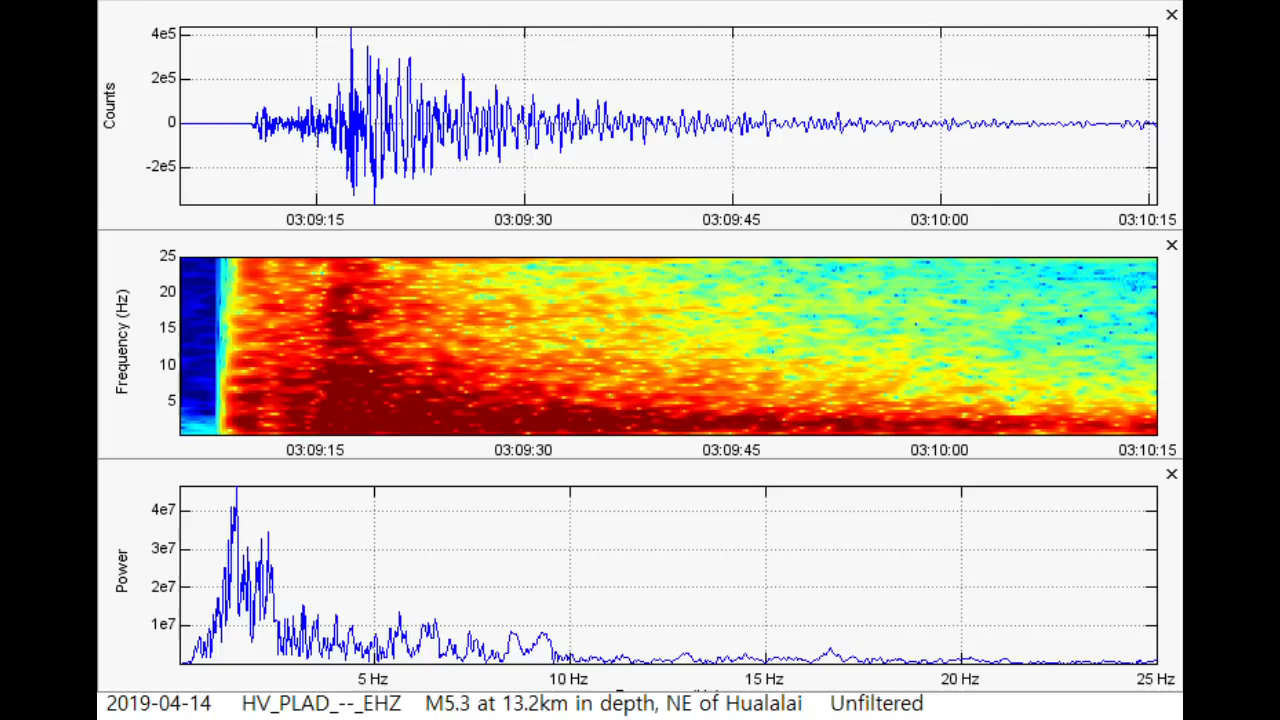 ×
Counts
4e5
2e5
0
-2e5
03:09:15 03:09:30 03:09:45 03:10:00 03:10:15
×
Frequency (Hz)
25
20
15
10
5
03:09:15 03:09:30 03:09:45 03:10:00 03:10:15
×
Power
4e7
3e7
2e7
1e7
5 Hz 10 Hz 15 Hz 20 Hz 25 Hz
2019-04-14 HV_PLAD_--_EHZ M5.3 at 13.2km in depth, NE of Hualalai Unfiltered